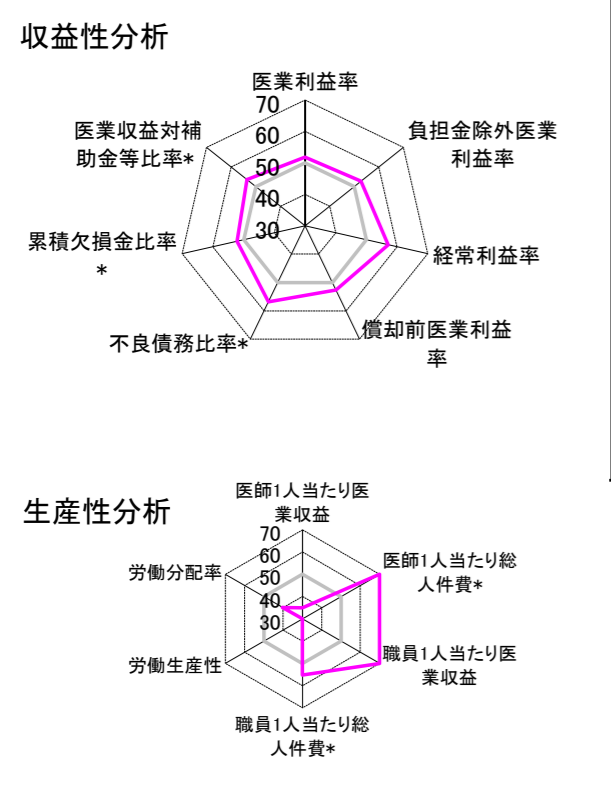 収益性分析
医業利益率
70
60
50
40
30
負担金除外医業
利益率
経常利益率
償却前医業利益
率
不良債務比率*
累積欠損金比率
*
医業収益対補
助金等比率*
生産性分析
医師1人当たり医
業収益
70
60
50
40
30
医師1人当たり総
人件費*
職員1人当たり医
業収益
職員1人当たり総
人件費*
労働生産性
労働分配率